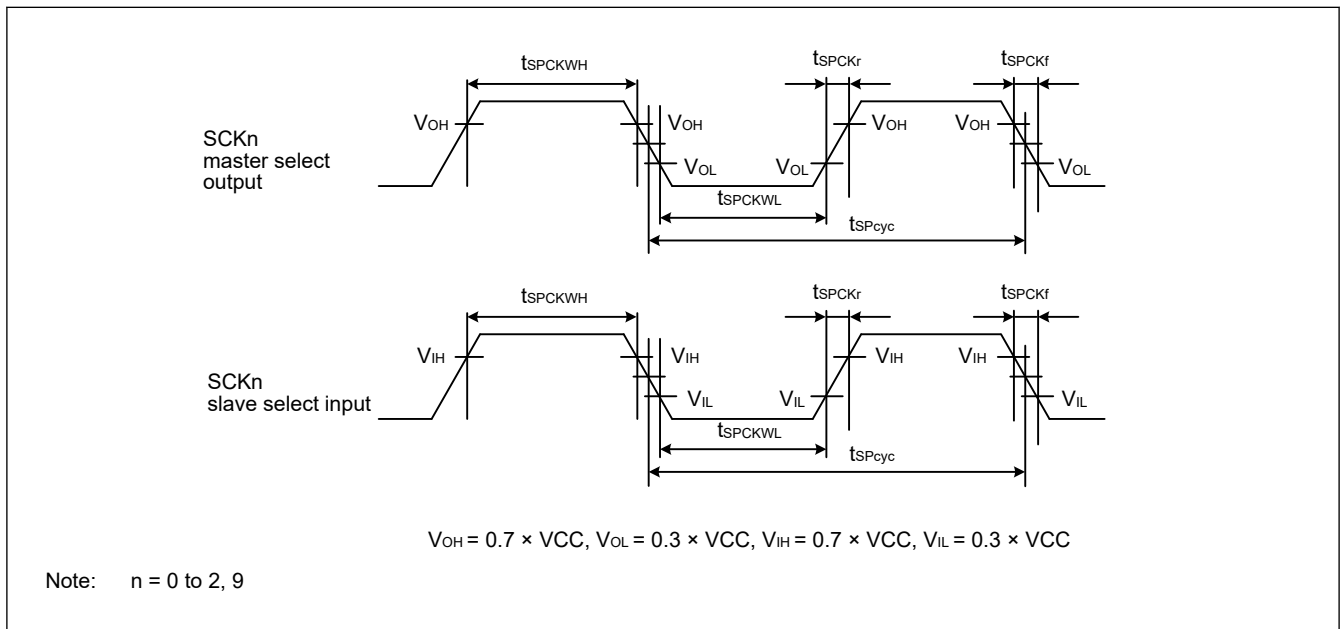 tSPCKWH
tSPCKr
tSPCKf
SCKn
master select
output
VOH
VOH
VOL
VOL
VOH
VOH
VOL
tSPCKWL
tSPcyc
tSPCKWH
tSPCKr
tSPCKf
SCKn
slave select input
VIH
VIH
VIL
VIL
VIH
VIH
VIL
tSPCKWL
tSPcyc
VOH = 0.7 × VCC, VOL = 0.3 × VCC, VIH = 0.7 × VCC, VIL = 0.3 × VCC
Note: n = 0 to 2, 9